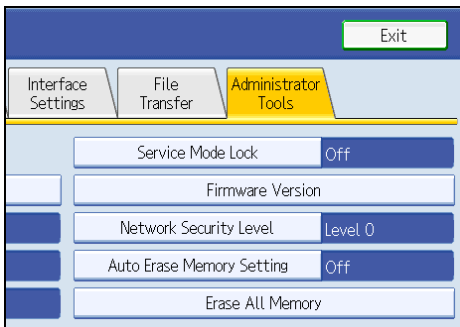 Exit
Interface
Settings
File
Transfer
Administrator
Tools
Service Mode Lock Off
Firmware Version
Network Security Level Level 0
Auto Erase Memory Setting Off
Erase All Memory